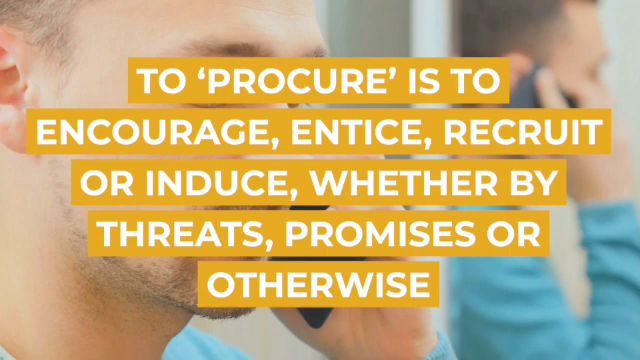 TO ‘PROCURE’ IS TO
ENCOURAGE, ENTICE, RECRUIT
OR INDUCE, WHETHER BY
THREATS, PROMISES OR
OTHERWISE